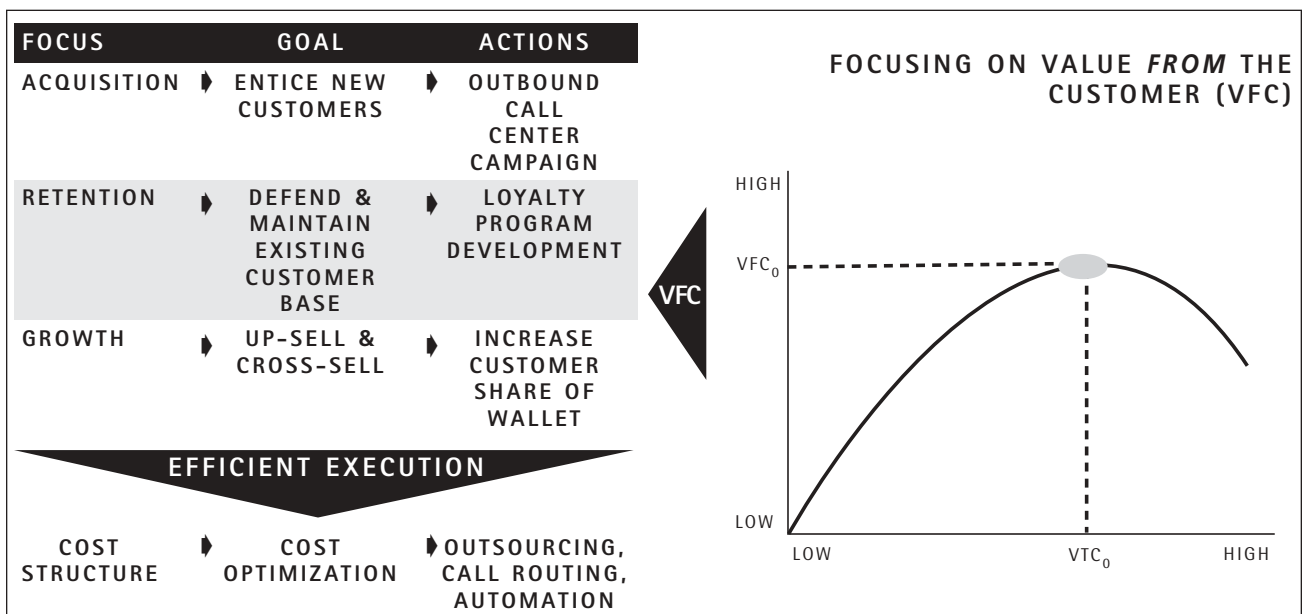 FOCUS GOAL ACTIONS
ACQUISITION ENTICE NEW CUSTOMERS OUTBOUND CALL CENTER CAMPAIGN
RETENTION DEFEND & MAINTAIN EXISTING CUSTOMER BASE LOYALTY PROGRAM DEVELOPMENT
GROWTH UP-SELL & CROSS-SELL INCREASE CUSTOMER SHARE OF WALLET
EFFICIENT EXECUTION
COST STRUCTURE COST OPTIMIZATION OUTSOURCING, CALL ROUTING, AUTOMATION
VFC
FOCUSING ON VALUE FROM THE
CUSTOMER (VFC)
HIGH
VFC0
LOW
LOW VTC0 HIGH